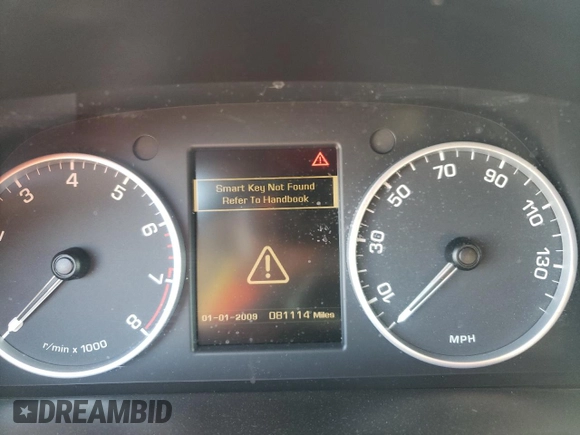 4
5
6
7
8
r/min x 1000
Smart Key Not Found
Refer To Handbook
01-01-2009 081114 Miles
10
30
50
70
90
110
130
MPH
DREAMBID